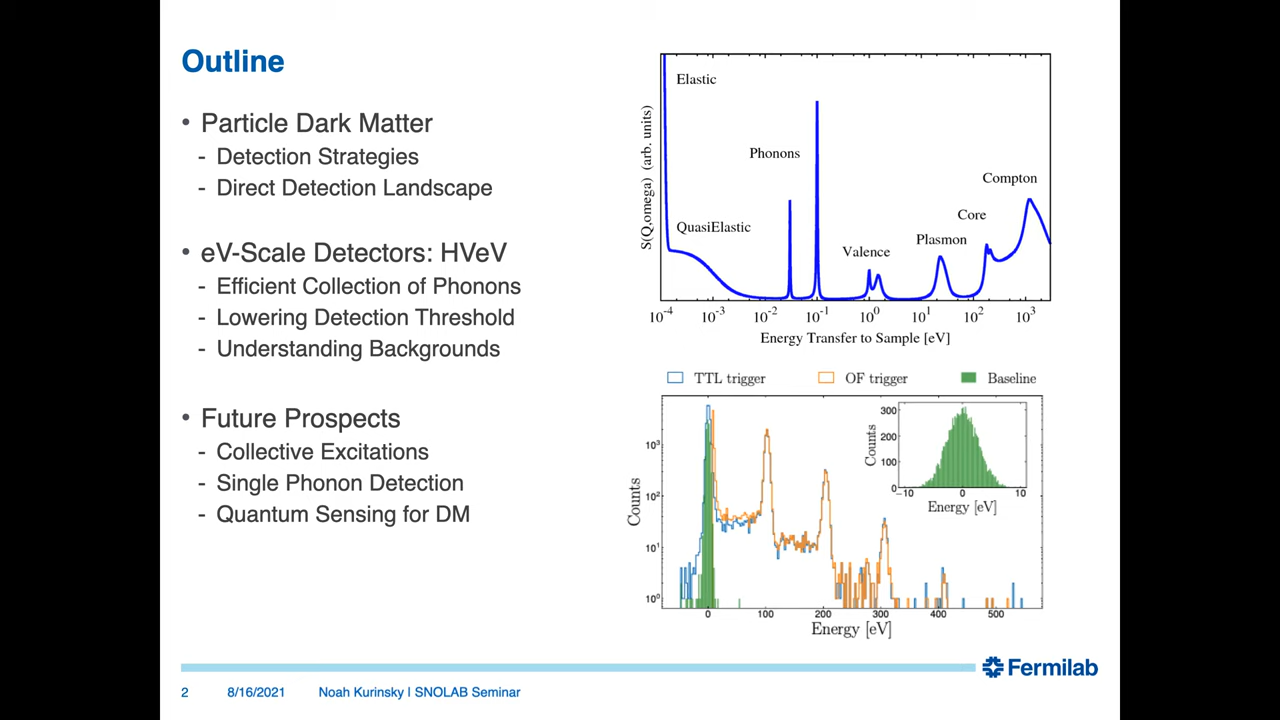 Outline
• Particle Dark Matter
- Detection Strategies
- Direct Detection Landscape
• eV-Scale Detectors: HVeV
- Efficient Collection of Phonons
- Lowering Detection Threshold
- Understanding Backgrounds
• Future Prospects
- Collective Excitations
- Single Phonon Detection
- Quantum Sensing for DM
S(Q,omega) (arb. units)
Elastic
Phonons
QuasiElastic
Valence
Plasmon
Core
Compton
10⁻⁴ 10⁻³ 10⁻² 10⁻¹ 10⁰ 10¹ 10² 10³
Energy Transfer to Sample [eV]
TTL trigger OF trigger Baseline
Counts
10³
10²
10¹
10⁰
0 100 200 300 400 500
Energy [eV]
Counts
300
200
100
0
−10 0 10
Energy [eV]
Fermilab
2 8/16/2021 Noah Kurinsky | SNOLAB Seminar